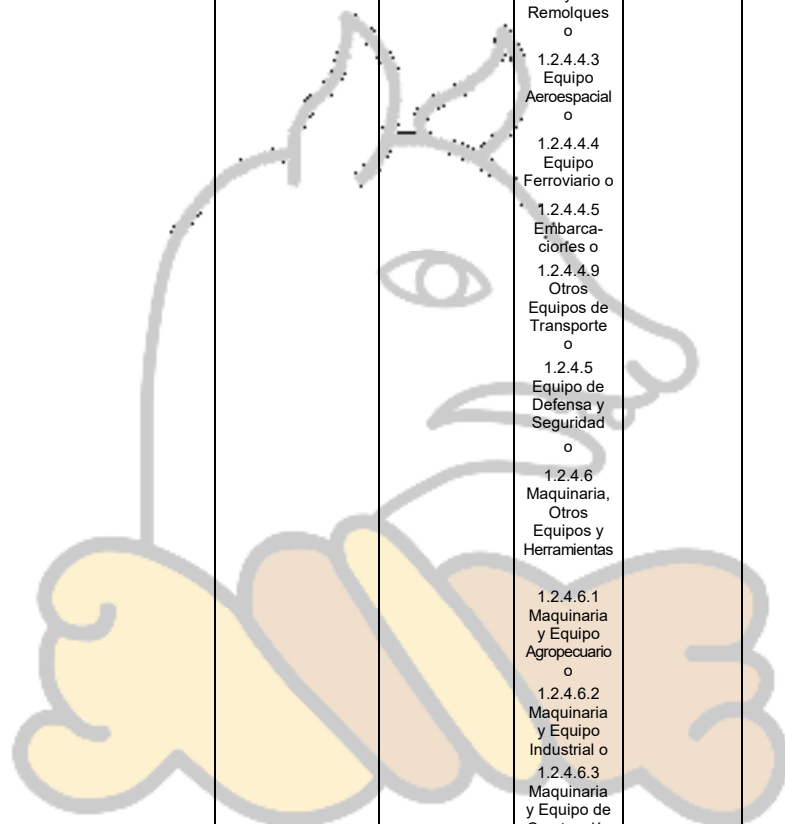 Remolques
o
1.2.4.4.3
Equipo
Aeroespacial
o
1.2.4.4.4
Equipo
Ferroviario o
1.2.4.4.5
Embarca-
ciones o
1.2.4.4.9
Otros
Equipos de
Transporte
o
1.2.4.5
Equipo de
Defensa y
Seguridad
o
1.2.4.6
Maquinaria,
Otros
Equipos y
Herramientas
1.2.4.6.1
Maquinaria
y Equipo
Agropecuario
o
1.2.4.6.2
Maquinaria
y Equipo
Industrial o
1.2.4.6.3
Maquinaria
y Equipo de